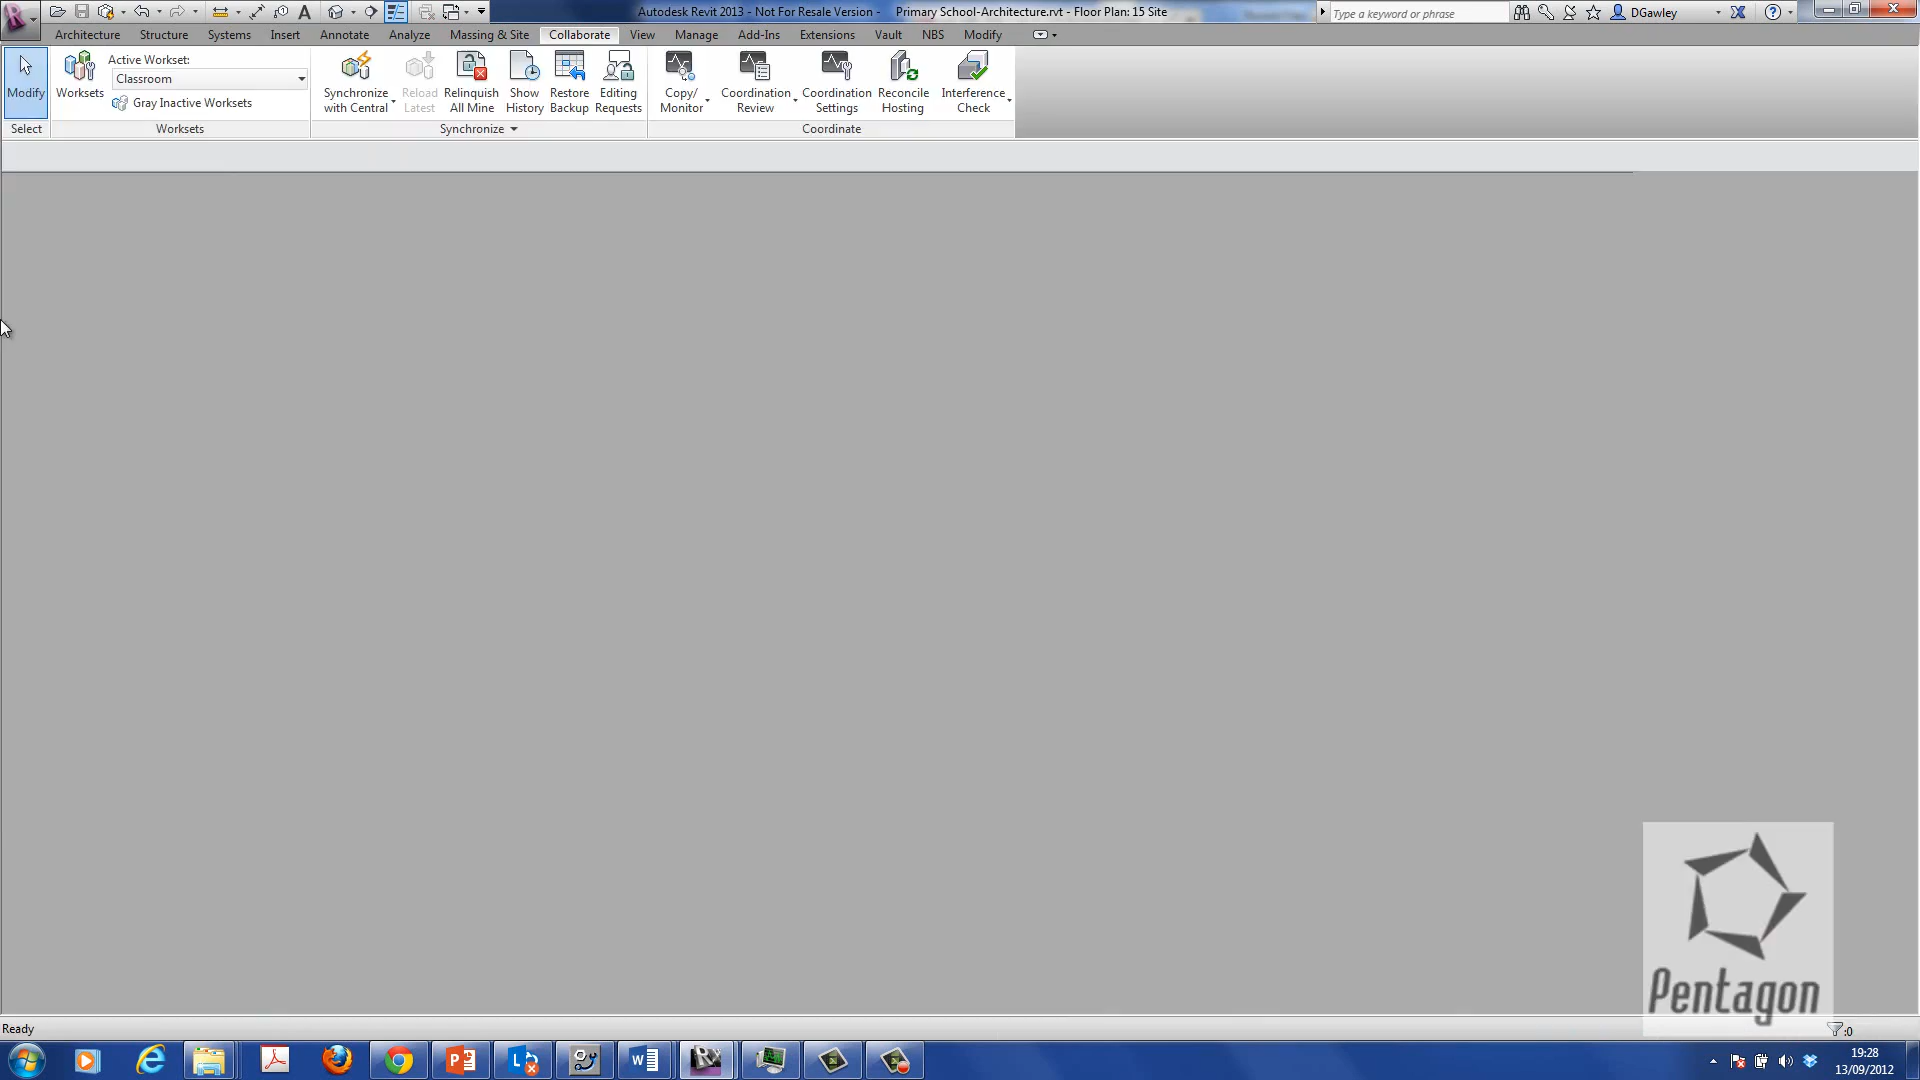 Autodesk Revit 2013 - Not For Resale Version - Primary School-Architecture.rvt - Floor Plan: 15 Site
Type a keyword or phrase
DGawley
Architecture Structure Systems Insert Annotate Analyze Massing & Site Collaborate View Manage Add-Ins Extensions Vault NBS Modify
Modify
Worksets
Active Workset:
Classroom
Gray Inactive Worksets
Synchronize with Central
Reload Latest
Relinquish All Mine
Show History
Restore Backup
Editing Requests
Copy/ Monitor
Coordination Review
Coordination Settings
Reconcile Hosting
Interference Check
Select Worksets Synchronize Coordinate
Pentagon
Ready
:0
19:28
13/09/2012